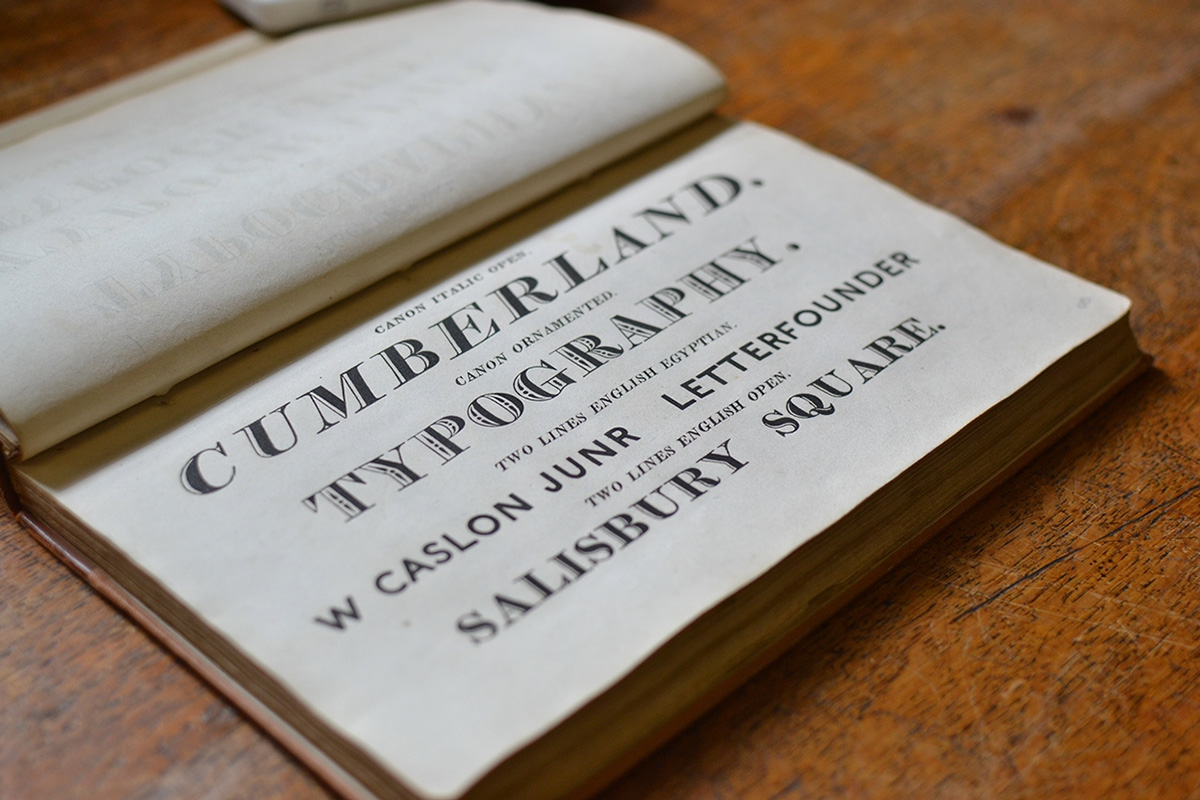 CANON ITALIC OPEN.
CUMBERLAND.
CANON ORNAMENTED.
TYPOGRAPHY.
TWO LINES ENGLISH EGYPTIAN.
W CASLON JUNR LETTERFOUNDER
TWO LINES ENGLISH OPEN.
SALISBURY SQUARE.